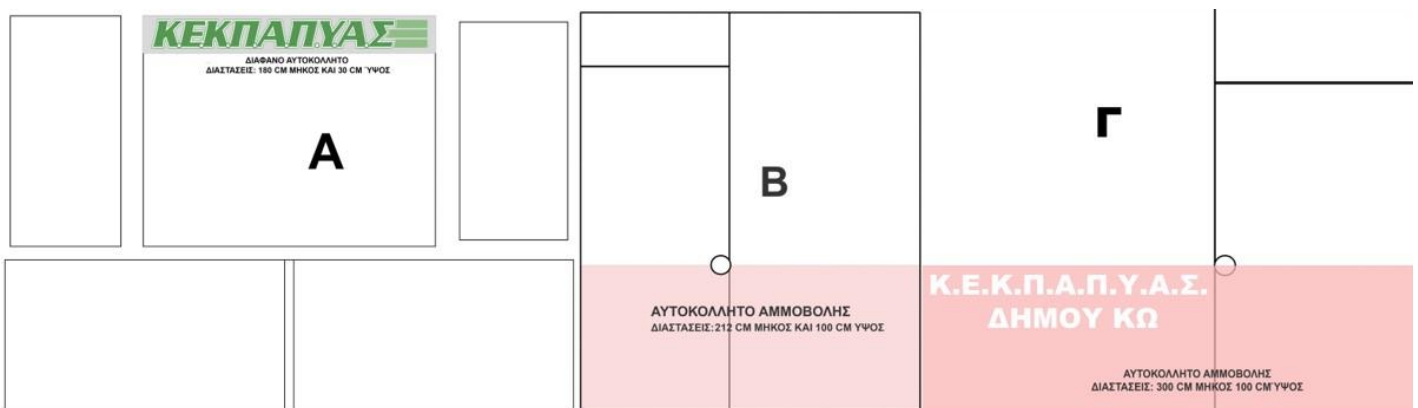 Κ.Ε.Κ.Π.Α.Π.Υ.Α.Σ
ΔΙΑΦΑΝΟ ΑΥΤΟΚΟΛΛΗΤΟ
ΔΙΑΣΤΑΣΕΙΣ: 180 CM ΜΗΚΟΣ ΚΑΙ 30 CM ΎΨΟΣ
Α
Β
ΑΥΤΟΚΟΛΛΗΤΟ ΑΜΜΟΒΟΛΗΣ
ΔΙΑΣΤΑΣΕΙΣ:212 CM ΜΗΚΟΣ ΚΑΙ 100 CM ΥΨΟΣ
Γ
Κ.Ε.Κ.Π.Α.Π.Υ.Α.Σ.
ΔΗΜΟΥ ΚΩ
ΑΥΤΟΚΟΛΛΗΤΟ ΑΜΜΟΒΟΛΗΣ
ΔΙΑΣΤΑΣΕΙΣ: 300 CM ΜΗΚΟΣ 100 CM ΎΨΟΣ